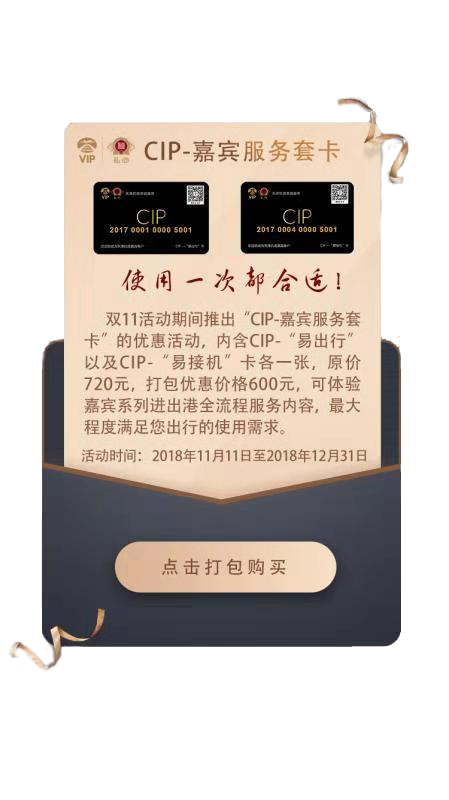 VIP
CIP-嘉宾服务套卡
VIP
CIP
2017 0001 0000 5001
VIP
CIP
2017 0004 0000 5001
使用一次都合适!
双11活动期间推出“CIP-嘉宾服务套
卡”的优惠活动，内含CIP-“易出行”
以及CIP-“易接机”卡各一张，原价
720元，打包优惠价格600元，可体验
嘉宾系列进出港全流程服务内容，最大
程度满足您出行的使用需求。
活动时间：2018年11月11日至2018年12月31日
点击打包购买